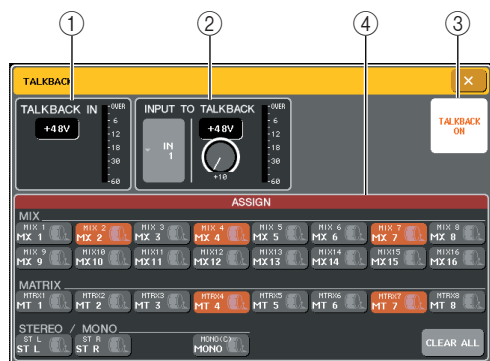 ① ② ④ ③
TALKBACK ×
TALKBACK IN
+48V
OVER
6
12
18
30
60
INPUT TO TALKBACK
IN 1
+48V
+10
OVER
6
12
18
30
60
TALKBACK ON
ASSIGN
MIX
MIX 1 MIX 2 MIX 3 MIX 4 MIX 5 MIX 6 MIX 7 MIX 8
MX 1 MX 2 MX 3 MX 4 MX 5 MX 6 MX 7 MX 8
MIX 9 MIX10 MIX11 MIX12 MIX13 MIX14 MIX15 MIX16
MX 9 MX10 MX11 MX12 MX13 MX14 MX15 MX16
MATRIX
MTRX1 MTRX2 MTRX3 MTRX4 MTRX5 MTRX6 MTRX7 MTRX8
MT 1 MT 2 MT 3 MT 4 MT 5 MT 6 MT 7 MT 8
STEREO / MONO
ST L ST R MONO(C)
ST L ST R MONO
CLEAR ALL